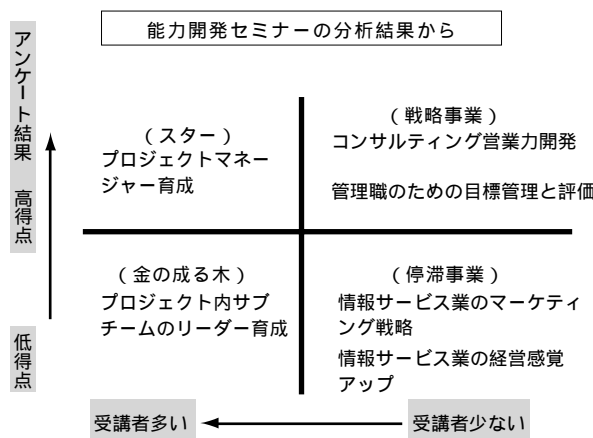 能力開発セミナーの分析結果から
アンケート結果 高得点
低得点
(スター)
プロジェクトマネー
ジャー育成
(戦略事業)
コンサルティング営業力開発
管理職のための目標管理と評価
(金の成る木)
プロジェクト内サブ
チームのリーダー育成
(停滞事業)
情報サービス業のマーケティ
ング戦略
情報サービス業の経営感覚
アップ
受講者多い
受講者少ない